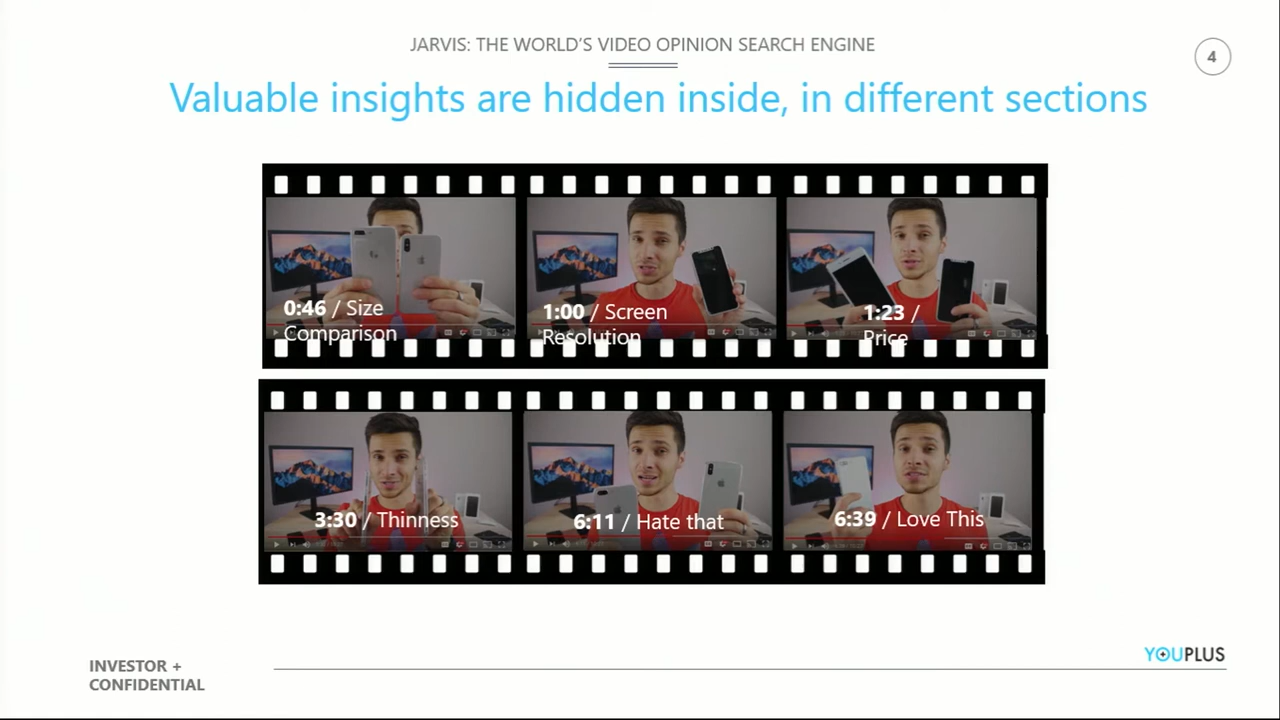 JARVIS: THE WORLD'S VIDEO OPINION SEARCH ENGINE
4
Valuable insights are hidden inside, in different sections
0:46 / Size
Comparison
1:00 / Screen
Resolution
1:23 /
Price
3:30 / Thinness
6:11 / Hate that
6:39 / Love This
INVESTOR +
CONFIDENTIAL
YOUPLUS